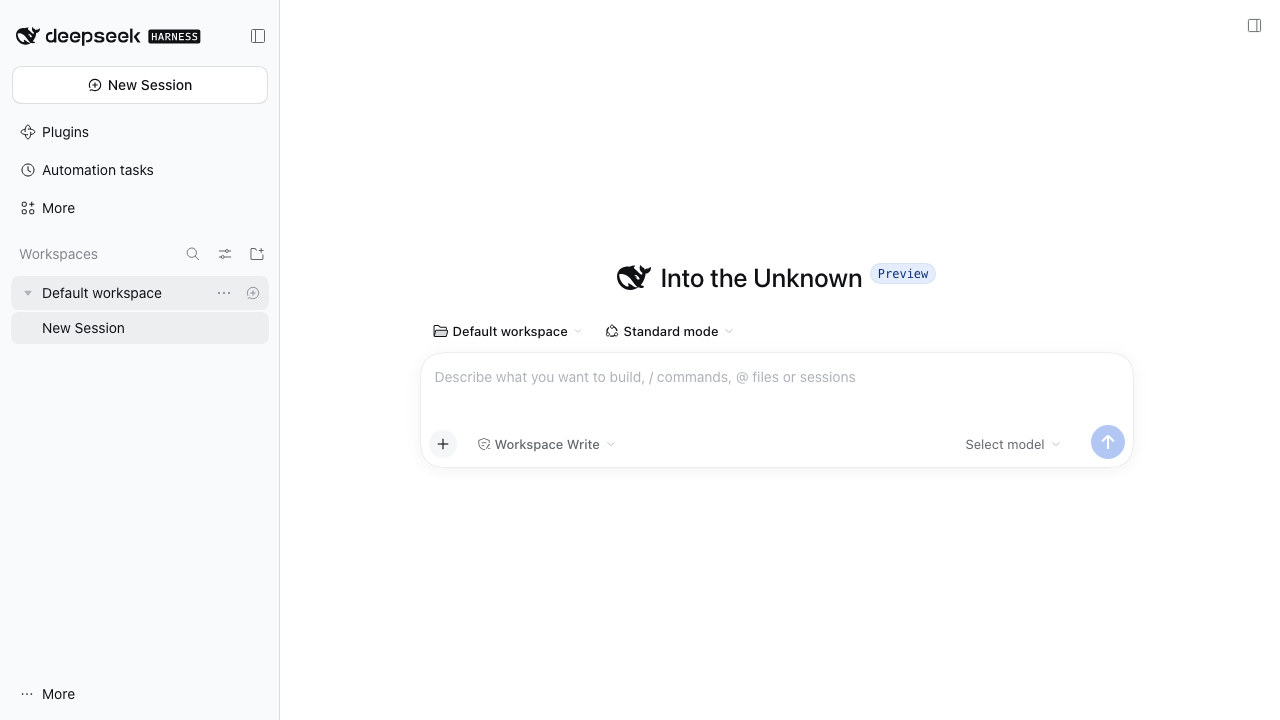 deepseek HARNESS
New Session
Plugins
Automation tasks
More
Workspaces
Default workspace
New Session
More
Into the Unknown Preview
Default workspace Standard mode
Describe what you want to build, / commands, @ files or sessions
Workspace Write Select model